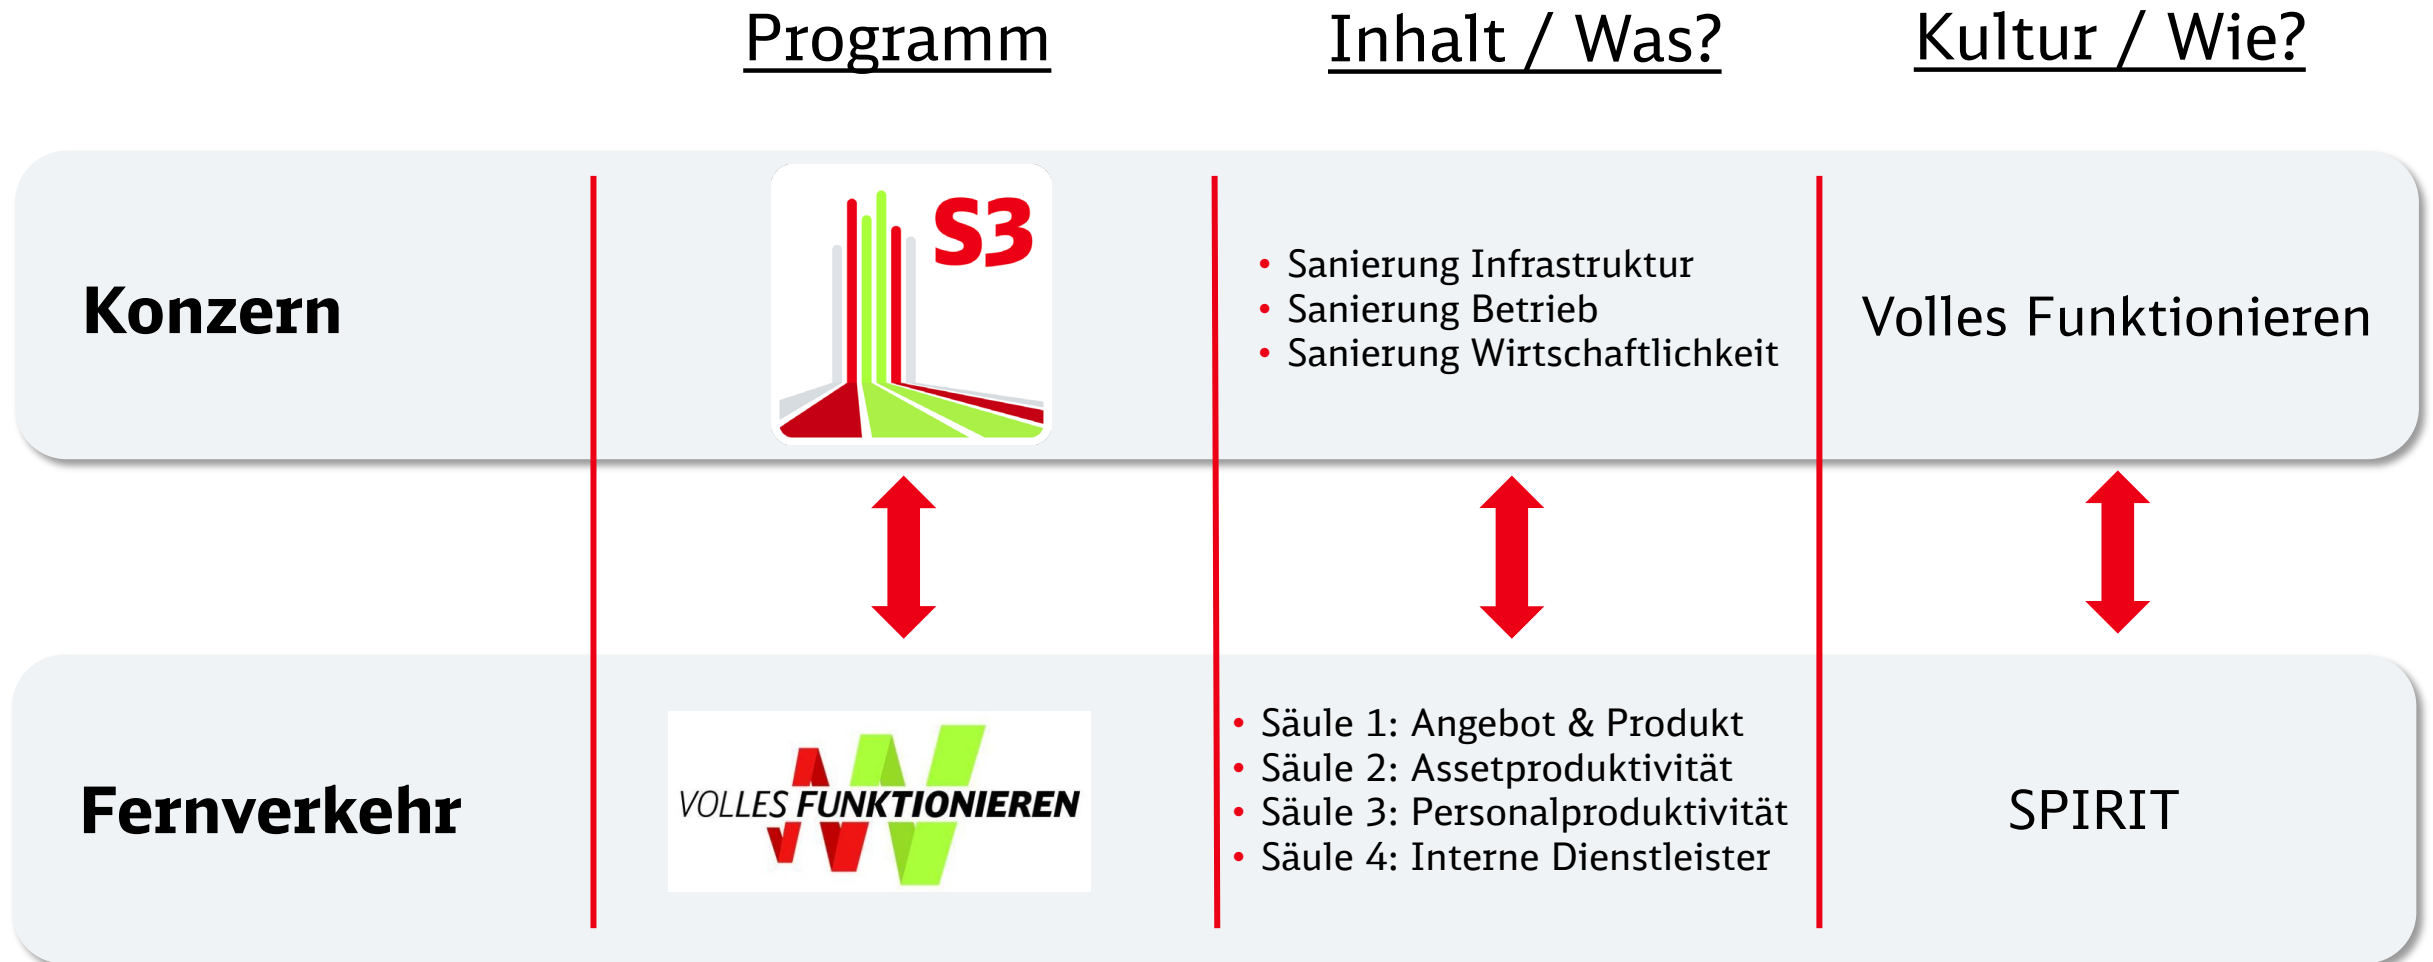 Programm
Inhalt / Was?
Kultur / Wie?
Konzern
S3
• Sanierung Infrastruktur
• Sanierung Betrieb
• Sanierung Wirtschaftlichkeit
Volles Funktionieren
Fernverkehr
VOLLES FUNKTIONIEREN
• Säule 1: Angebot & Produkt
• Säule 2: Assetproduktivität
• Säule 3: Personalproduktivität
• Säule 4: Interne Dienstleister
SPIRIT